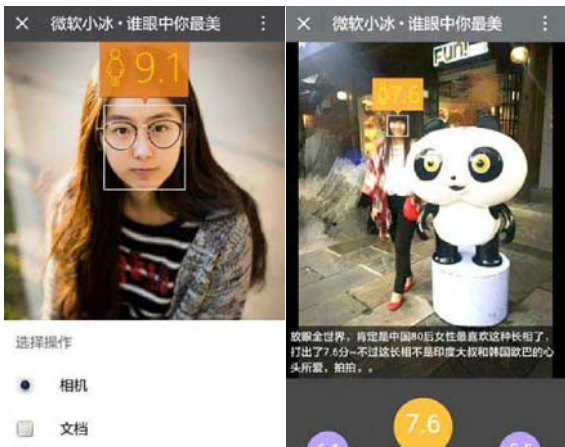 微软小冰·谁眼中你最美
9.1
选择操作
相机
文档
微软小冰·谁眼中你最美
FUN!
7.6
放眼全世界，肯定是中国80后女性最喜欢这种长相了，
打出了7.6分~不过这长相不是印度大叔和韩国欧巴的心
头所爱，拍拍。。
7.6